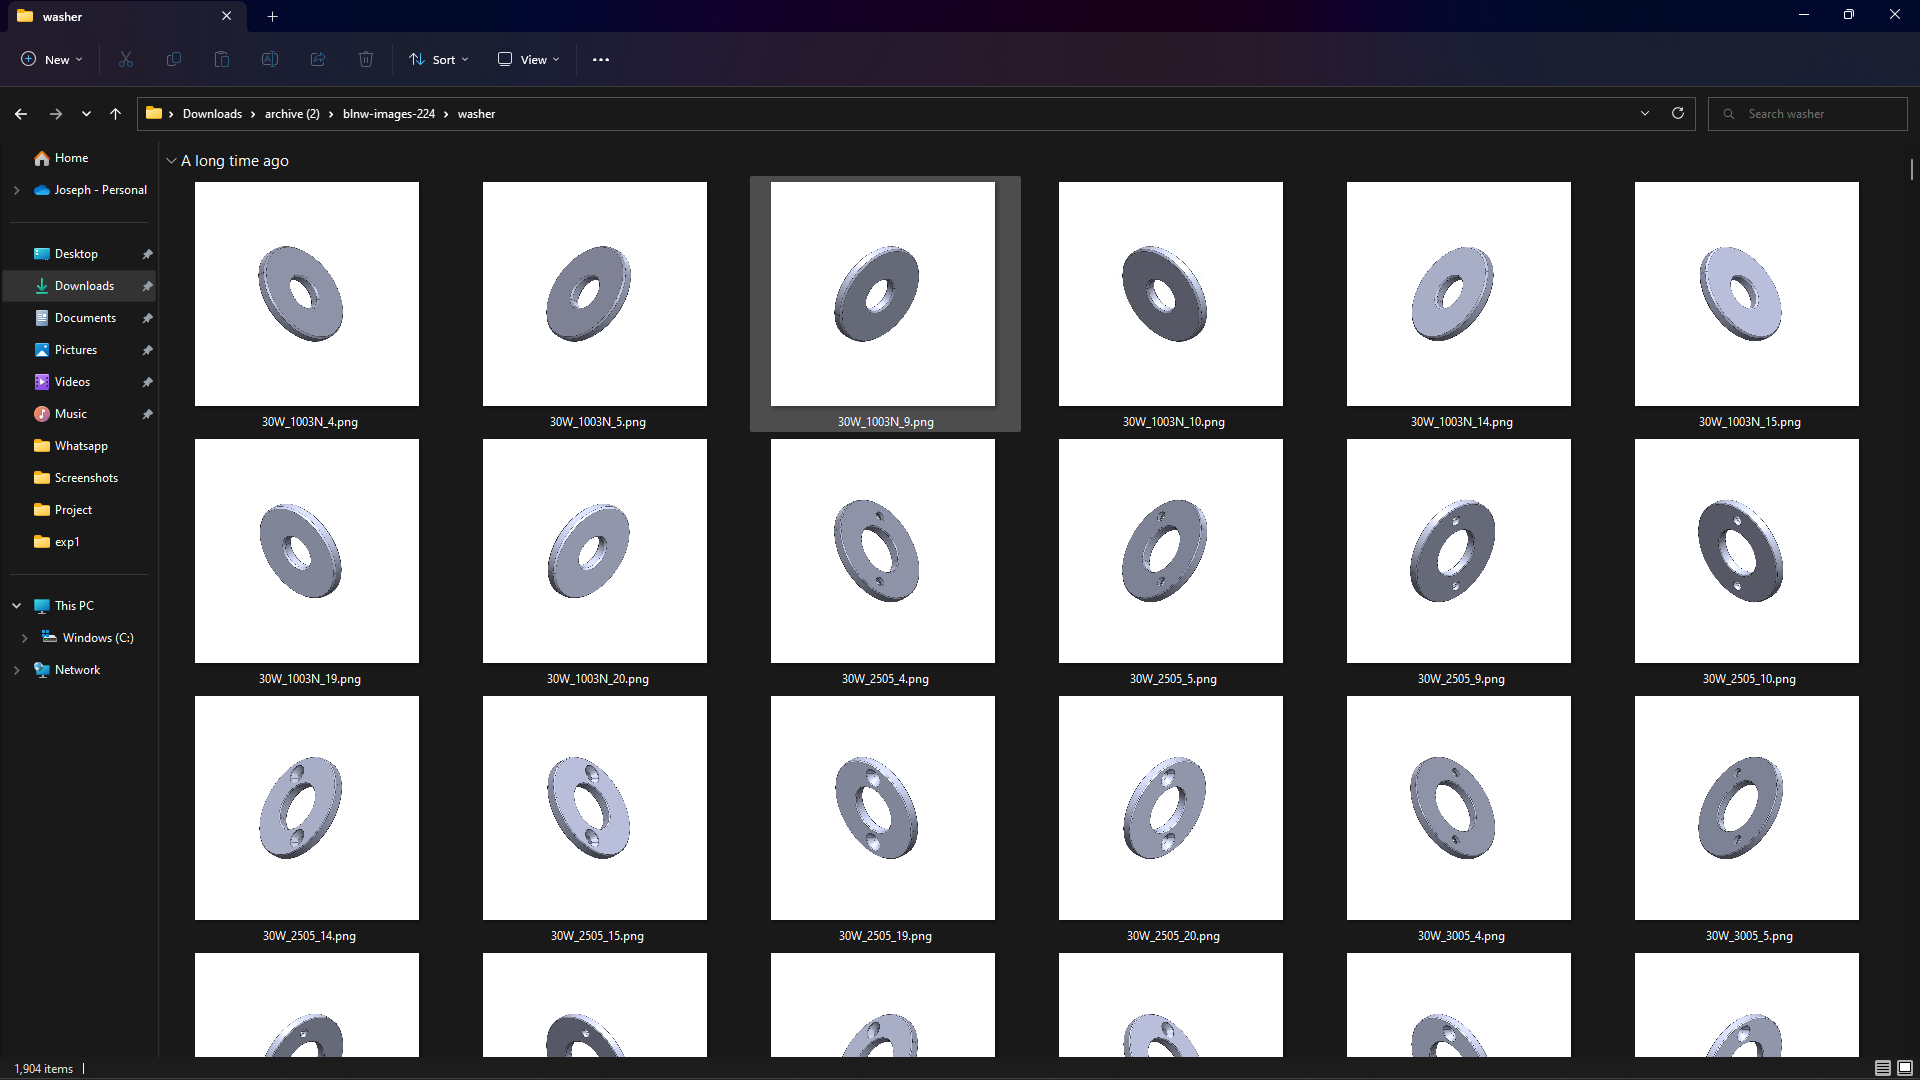 washer
New
Sort
View
Downloads
archive (2)
blnw-images-224
washer
Search washer
Home
Joseph - Personal
Desktop
Downloads
Documents
Pictures
Videos
Music
Whatsapp
Screenshots
Project
exp1
This PC
Windows (C:)
Network
A long time ago
30W_1003N_4.png
30W_1003N_5.png
30W_1003N_9.png
30W_1003N_10.png
30W_1003N_14.png
30W_1003N_15.png
30W_1003N_19.png
30W_1003N_20.png
30W_2505_4.png
30W_2505_5.png
30W_2505_9.png
30W_2505_10.png
30W_2505_14.png
30W_2505_15.png
30W_2505_19.png
30W_2505_20.png
30W_3005_4.png
30W_3005_5.png
1,904 items